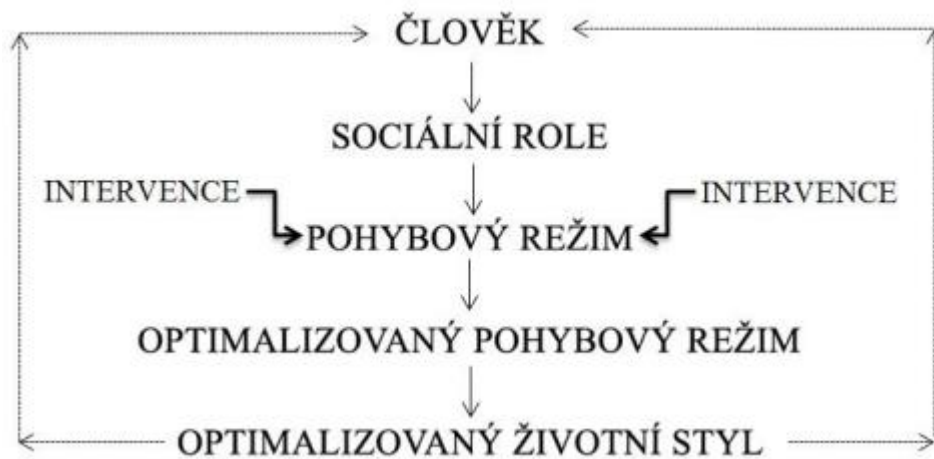 ČLOVĚK
SOCIÁLNÍ ROLE
INTERVENCE INTERVENCE
POHYBOVÝ REŽIM
OPTIMALIZOVANÝ POHYBOVÝ REŽIM
OPTIMALIZOVANÝ ŽIVOTNÍ STYL